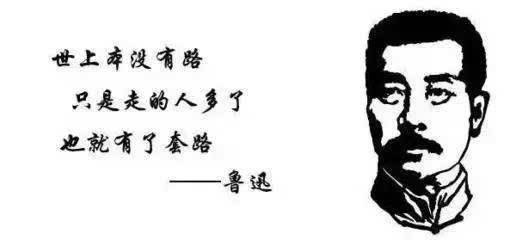 世上本没有路
只是走的人多了
也就有了套路
——鲁迅